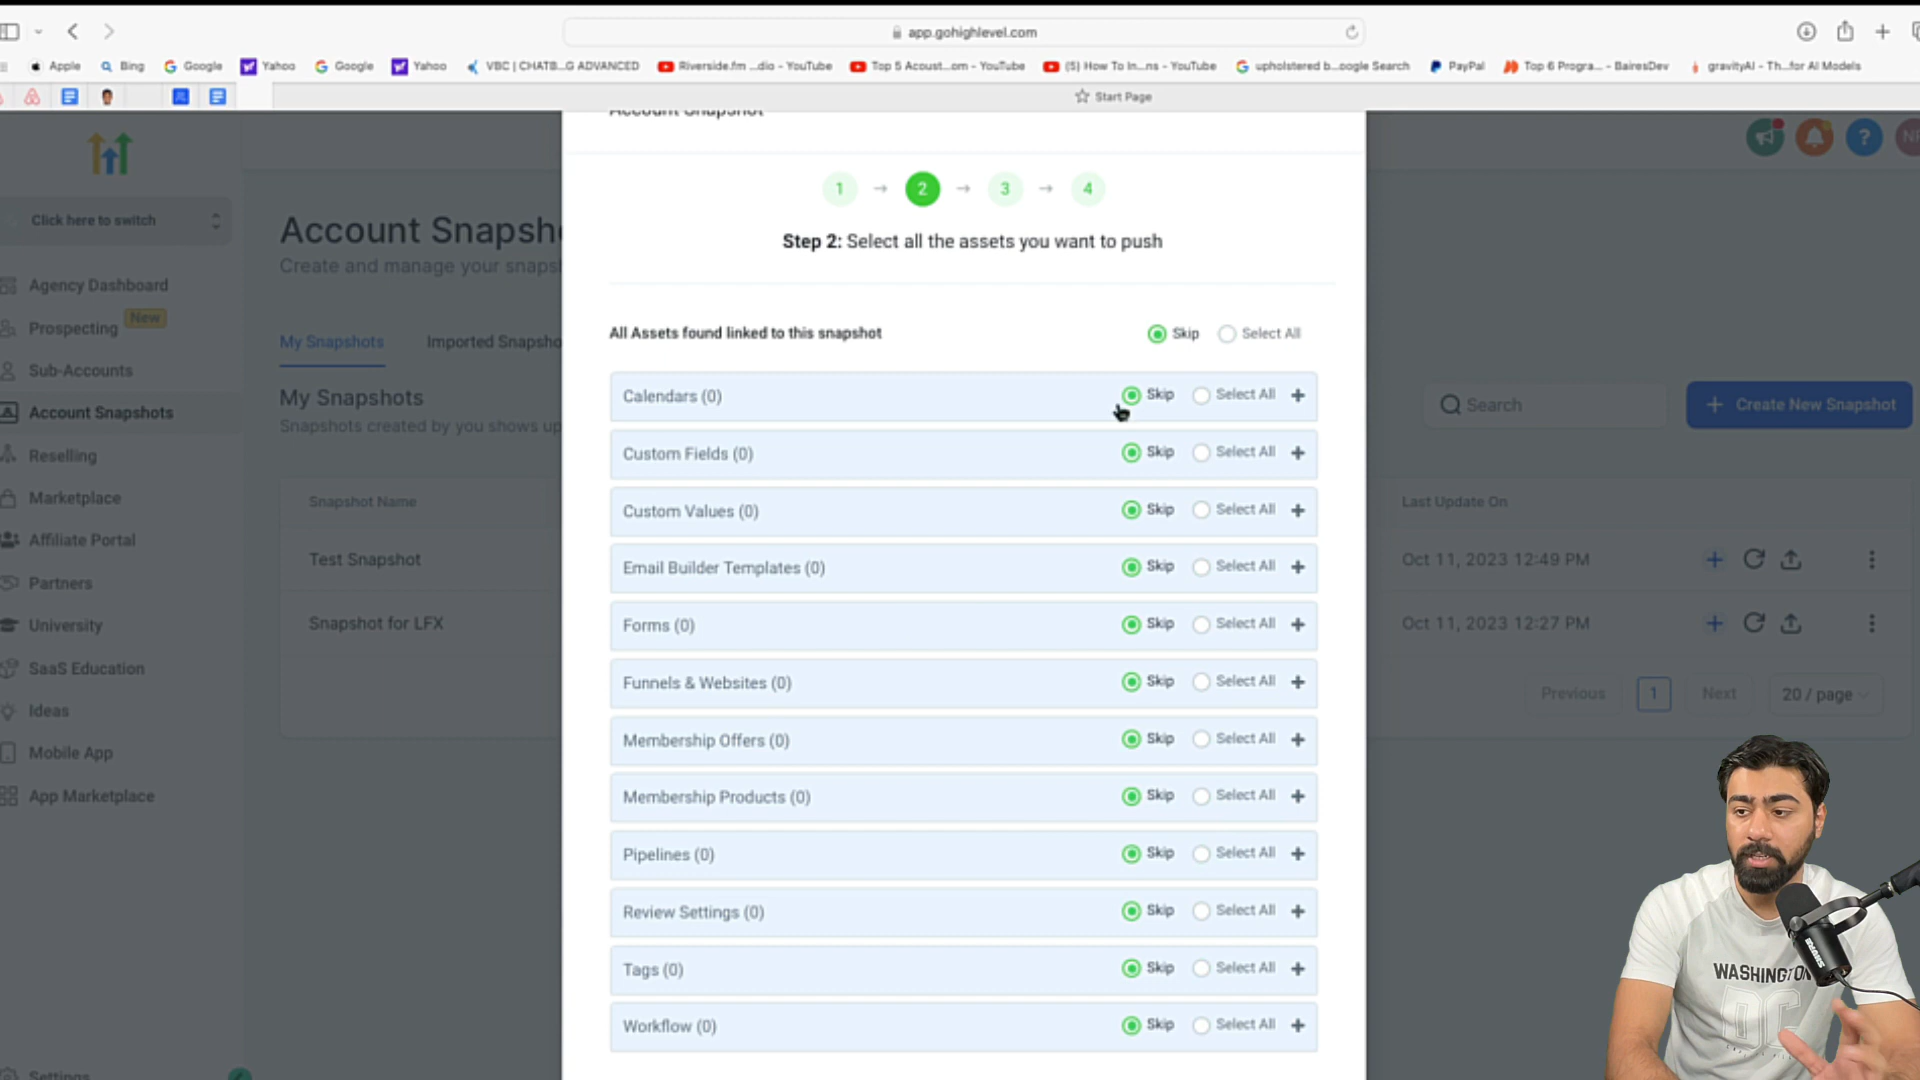 app.gohighlevel.com
Apple Bing Google Yahoo Google Yahoo VBC | CHATB...G ADVANCED Riverside.fm ...dio - YouTube Top 5 Acoust...om - YouTube (5) How To In...ns - YouTube upholstered b...oogle Search PayPal Top 6 Progra... - BairesDev gravityAI - Th...for AI Models
Start Page
Account Snapshot
1 → 2 → 3 → 4
Step 2: Select all the assets you want to push
All Assets found linked to this snapshot Skip Select All
Calendars (0) Skip Select All +
Custom Fields (0) Skip Select All +
Custom Values (0) Skip Select All +
Email Builder Templates (0) Skip Select All +
Forms (0) Skip Select All +
Funnels & Websites (0) Skip Select All +
Membership Offers (0) Skip Select All +
Membership Products (0) Skip Select All +
Pipelines (0) Skip Select All +
Review Settings (0) Skip Select All +
Tags (0) Skip Select All +
Workflow (0) Skip Select All +
Click here to switch
Agency Dashboard
Prospecting New
Sub-Accounts
Account Snapshots
Reselling
Marketplace
Affiliate Portal
Partners
University
SaaS Education
Ideas
Mobile App
App Marketplace
Settings
Account Snapsh
Create and manage your snaps
My Snapshots Imported Snapsho
My Snapshots
Snapshots created by you shows up
Search + Create New Snapshot
Snapshot Name Last Update On
Test Snapshot Oct 11, 2023 12:49 PM
Snapshot for LFX Oct 11, 2023 12:27 PM
Previous 1 Next 20 / page
?
SHURE
WASHINGTON
DC